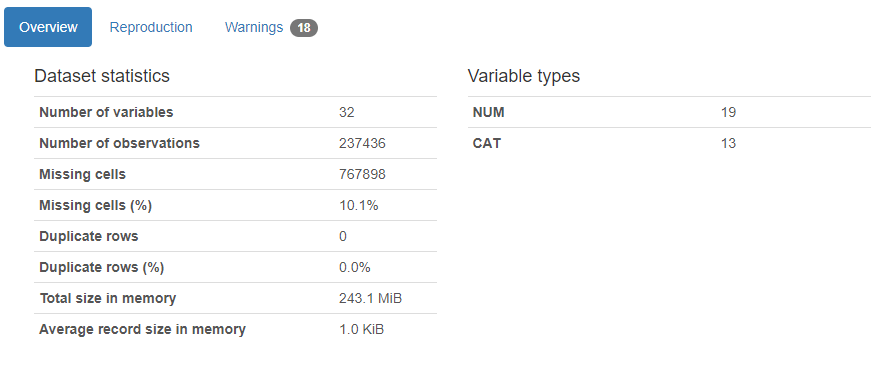 Overview Reproduction Warnings 18
Dataset statistics
Number of variables 32
Number of observations 237436
Missing cells 767898
Missing cells (%) 10.1%
Duplicate rows 0
Duplicate rows (%) 0.0%
Total size in memory 243.1 MiB
Average record size in memory 1.0 KiB
Variable types
NUM 19
CAT 13